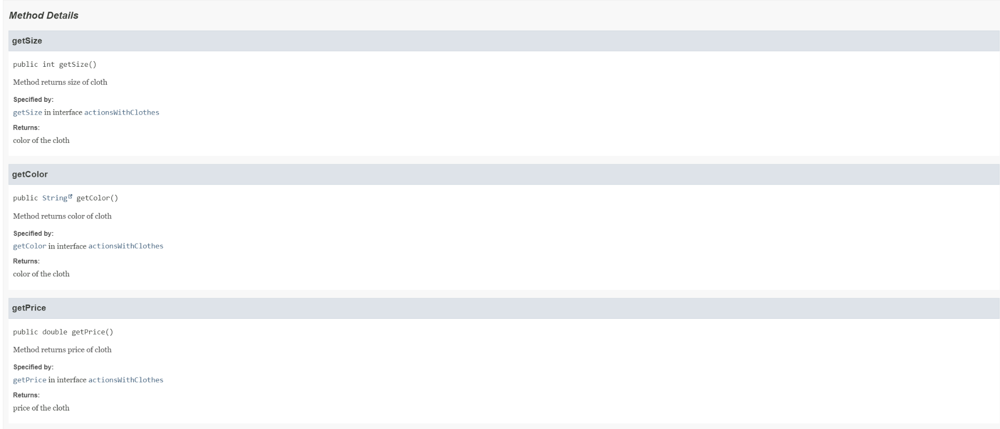 Method Details
getSize
public int getSize()
Method returns size of cloth
Specified by:
getSize in interface actionsWithClothes
Returns:
color of the cloth
getColor
public String getColor()
Method returns color of cloth
Specified by:
getColor in interface actionsWithClothes
Returns:
color of the cloth
getPrice
public double getPrice()
Method returns price of cloth
Specified by:
getPrice in interface actionsWithClothes
Returns:
price of the cloth